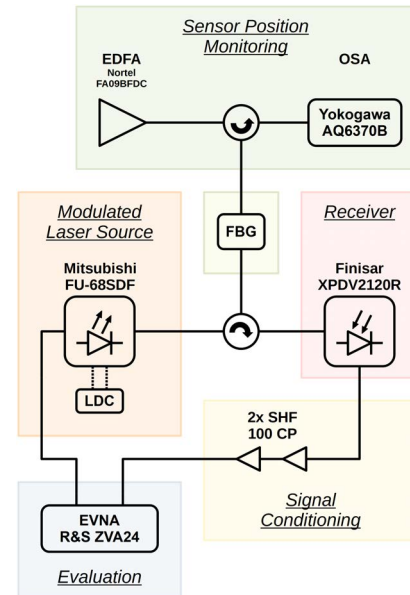 Sensor Position
Monitoring
EDFA
Nortel
FA09BFDC
OSA
Yokogawa
AQ6370B
Modulated
Laser Source
FBG
Receiver
Mitsubishi
FU-68SDF
Finisar
XPDV2120R
LDC
2x SHF
100 CP
Signal
Conditioning
EVNA
R&S ZVA24
Evaluation